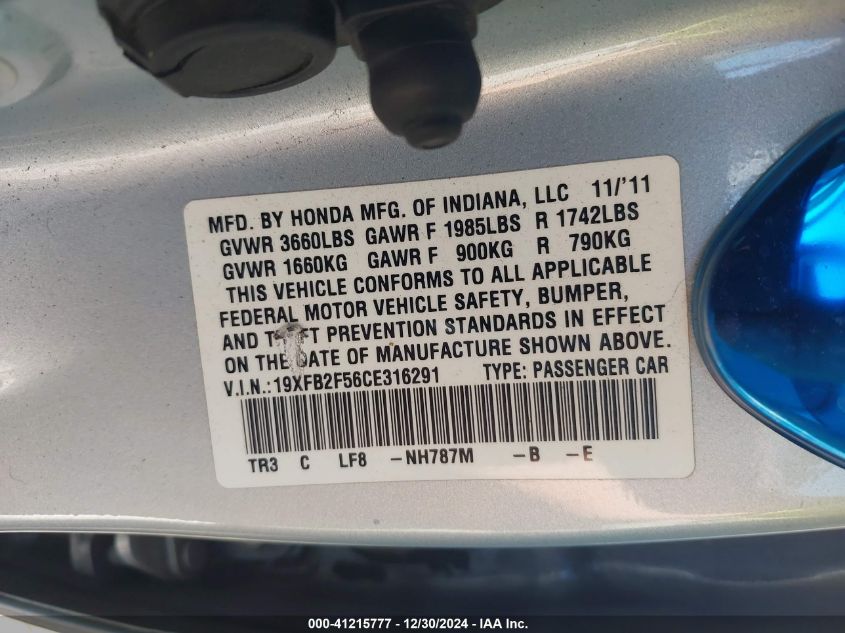 MFD. BY HONDA MFG. OF INDIANA, LLC 11/'11
GVWR 3660LBS GAWR F 1985LBS R 1742LBS
GVWR 1660KG GAWR F 900KG R 790KG
THIS VEHICLE CONFORMS TO ALL APPLICABLE
FEDERAL MOTOR VEHICLE SAFETY, BUMPER,
AND PREVENTION STANDARDS IN EFFECT
ON THE DATE OF MANUFACTURE SHOWN ABOVE.
V.I.N.:19XFB2F56CE316291 TYPE: PASSENGER CAR
TR3 C LF8 -NH787M -B -E
000-41215777 - 12/30/2024 - IAA Inc.